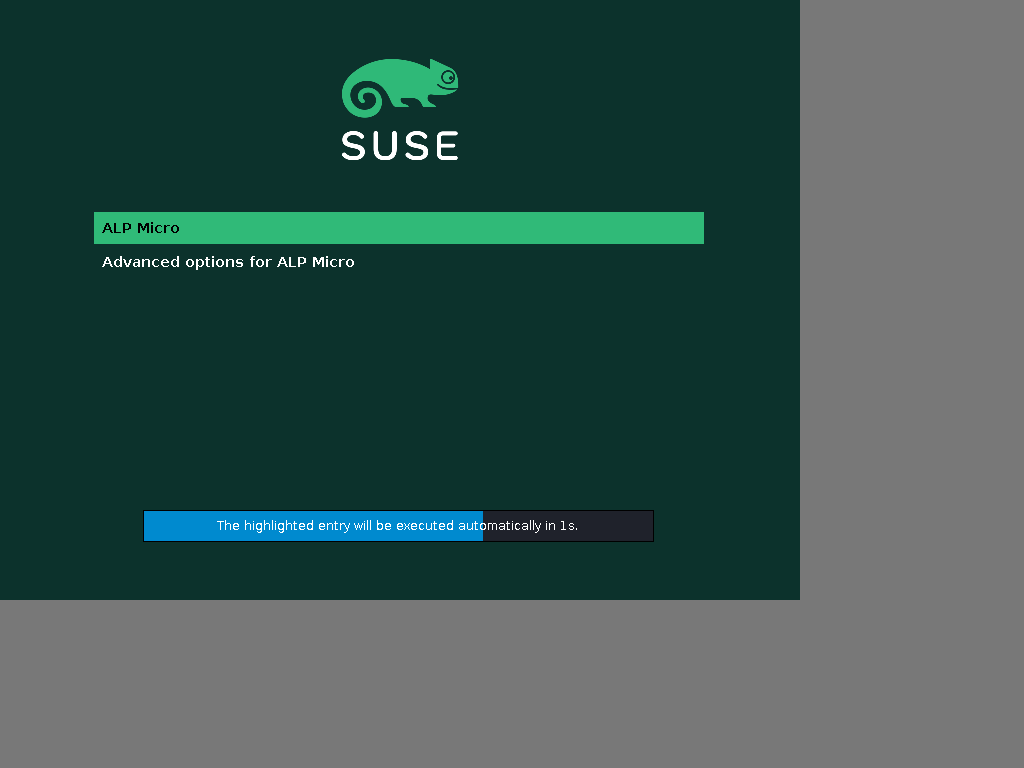 SUSE
ALP Micro
Advanced options for ALP Micro
The highlighted entry will be executed automatically in 1s.